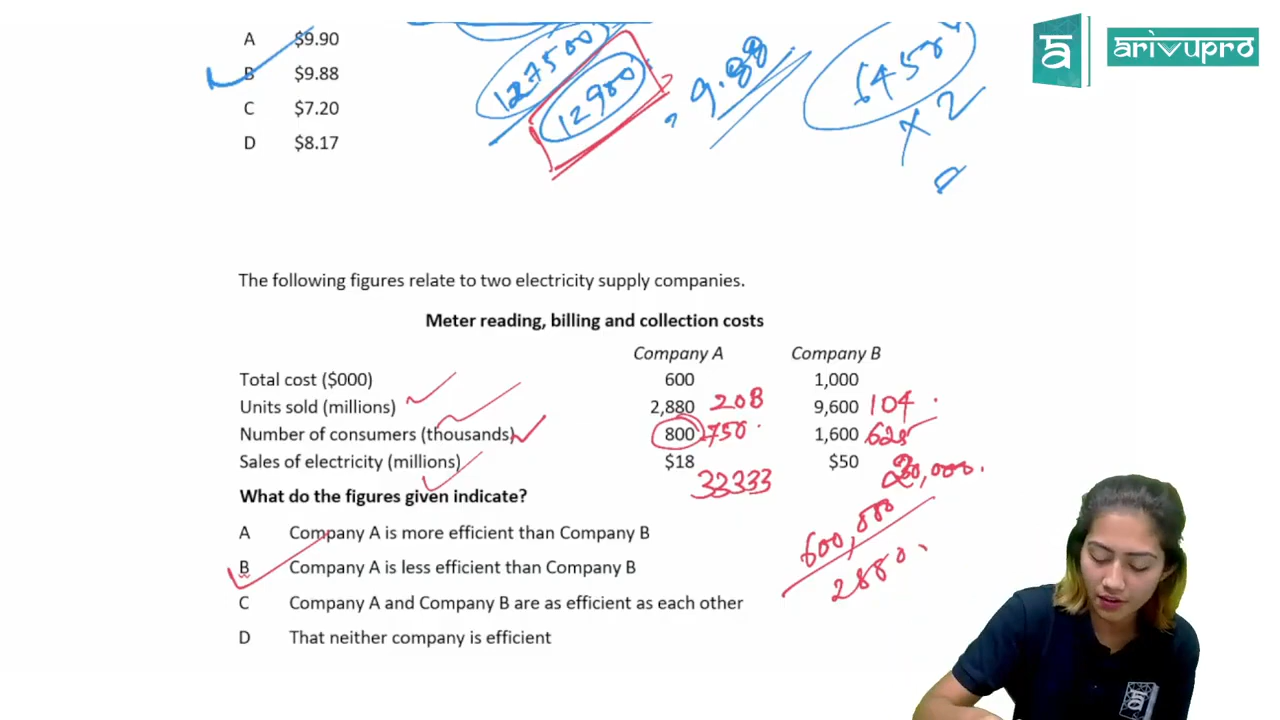 A $9.90
B $9.88
C $7.20
D $8.17
127500
12900
9.88
6450
x 2
arivupro
The following figures relate to two electricity supply companies.
Meter reading, billing and collection costs
Company A Company B
Total cost ($000) 600 1,000
Units sold (millions) 2,880 208 9,600 104
Number of consumers (thousands) 800 750 1,600 625
Sales of electricity (millions) $18 33333 $50 20,000
What do the figures given indicate?
600,000
2880
A Company A is more efficient than Company B
B Company A is less efficient than Company B
C Company A and Company B are as efficient as each other
D That neither company is efficient